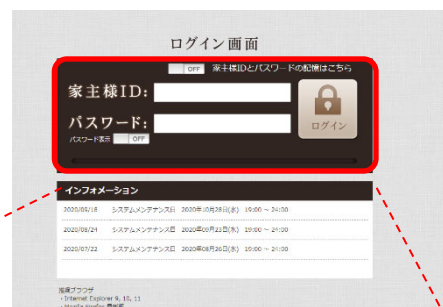 ログイン画面
OFF 家主様IDとパスワードの記憶はこちら
家主様ID:
パスワード:
ログイン
パスワード表示 OFF
インフォメーション
2020/09/18 システムメンテナンス日 2020年10月28日(水) 19:00 ～ 24:00
2020/08/24 システムメンテナンス日 2020年09月23日(水) 19:00 ～ 24:00
2020/07/22 システムメンテナンス日 2020年08月26日(水) 19:00 ～ 24:00
推奨ブラウザ
・Internet Explorer 9, 10, 11